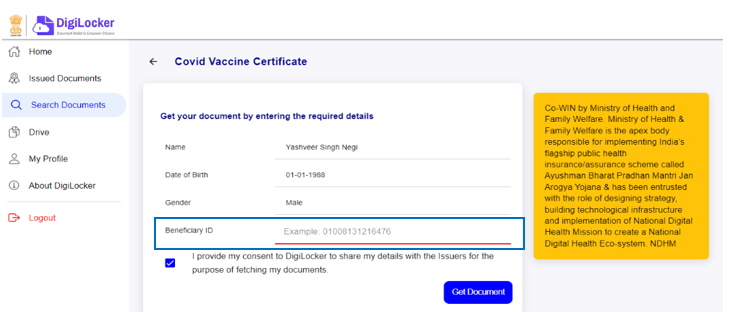 DigiLocker
Document Wallet to Empower Citizens
Home
Issued Documents
Search Documents
Drive
My Profile
About DigiLocker
Logout
← Covid Vaccine Certificate
Get your document by entering the required details
Name Yashveer Singh Negi
Date of Birth 01-01-1988
Gender Male
Beneficiary ID Example: 01008131216476
I provide my consent to DigiLocker to share my details with the Issuers for the
purpose of fetching my documents.
Get Document
Co-WIN by Ministry of Health and
Family Welfare. Ministry of Health &
Family Welfare is the apex body
responsible for implementing India's
flagship public health
insurance/assurance scheme called
Ayushman Bharat Pradhan Mantri Jan
Arogya Yojana & has been entrusted
with the role of designing strategy,
building technological infrastructure
and implementation of National Digital
Health Mission to create a National
Digital Health Eco-system. NDHM